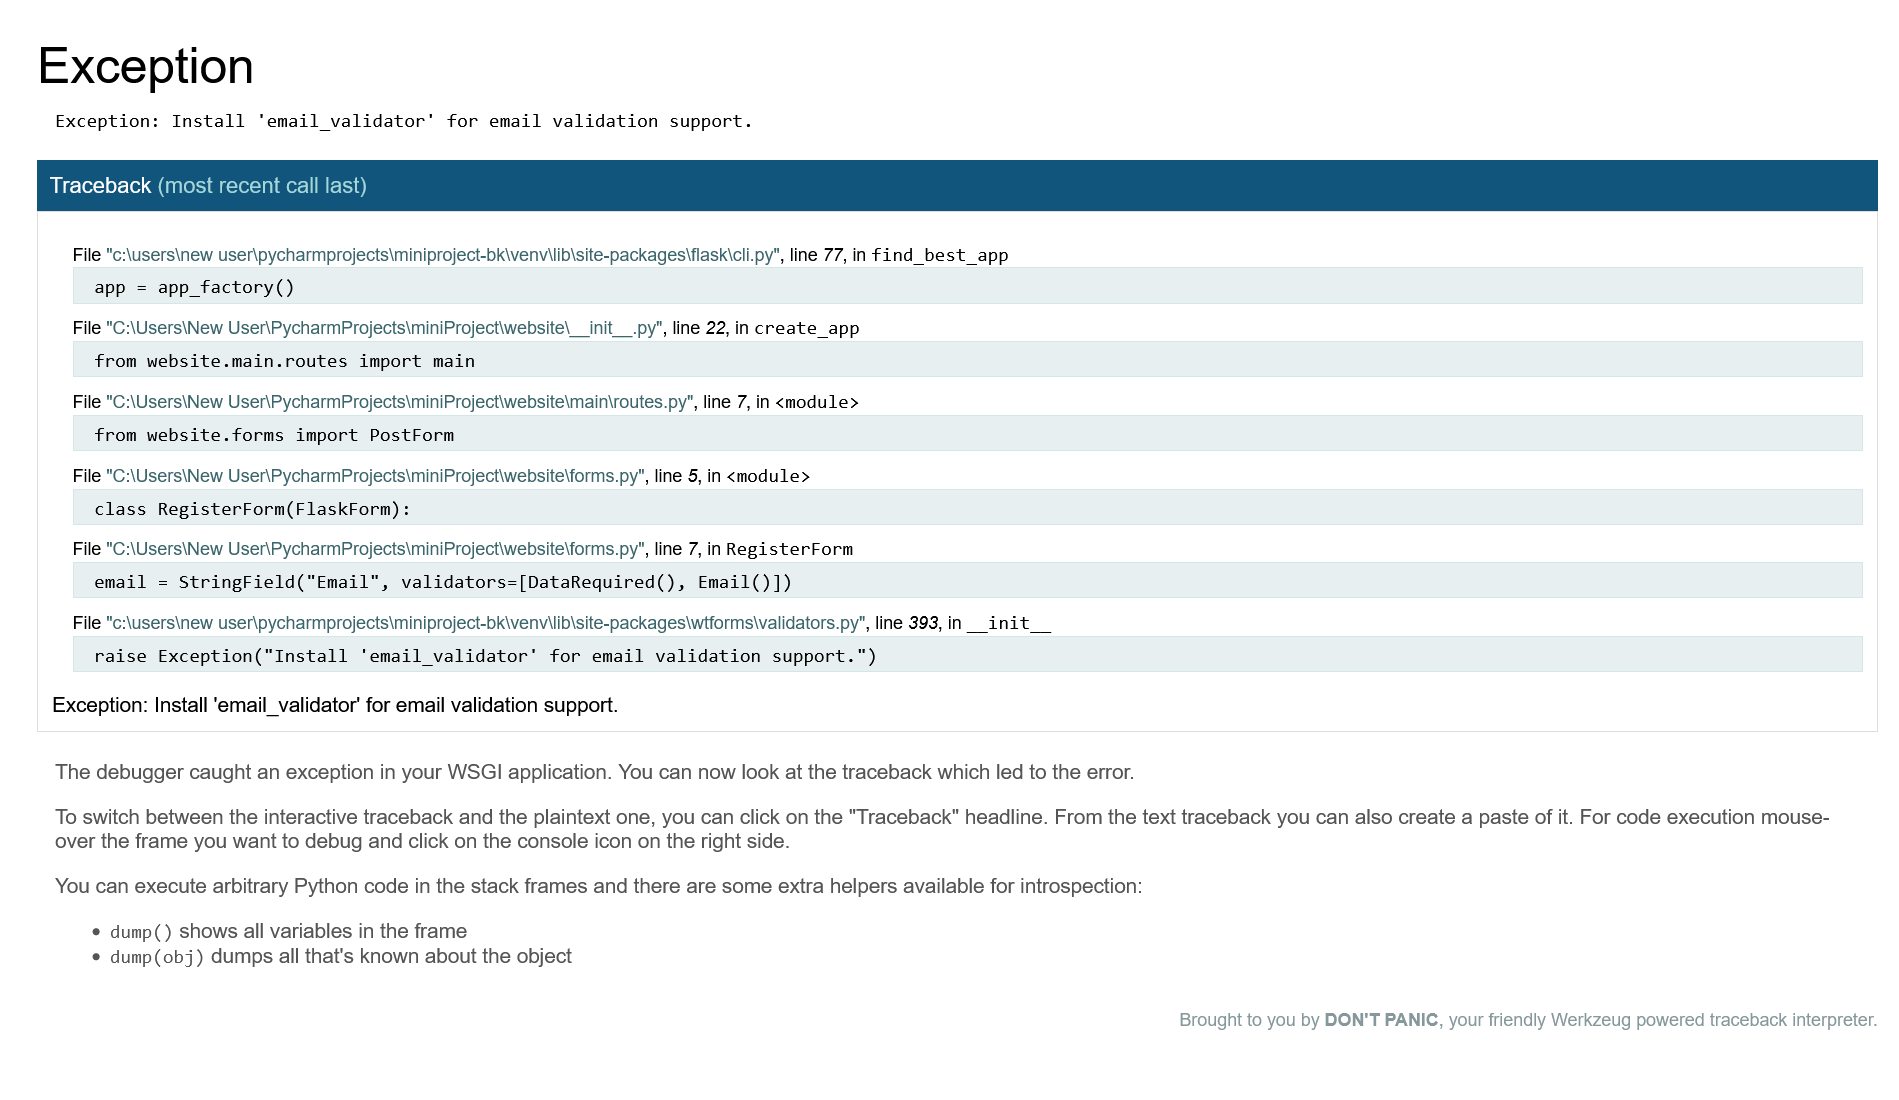 Exception
Exception: Install 'email_validator' for email validation support.
Traceback (most recent call last)
File "c:\users\new user\pycharmprojects\miniproject-bk\venv\lib\site-packages\flask\cli.py", line 77, in find_best_app
app = app_factory()
File "C:\Users\New User\PycharmProjects\miniProject\website\__init__.py", line 22, in create_app
from website.main.routes import main
File "C:\Users\New User\PycharmProjects\miniProject\website\main\routes.py", line 7, in <module>
from website.forms import PostForm
File "C:\Users\New User\PycharmProjects\miniProject\website\forms.py", line 5, in <module>
class RegisterForm(FlaskForm):
File "C:\Users\New User\PycharmProjects\miniProject\website\forms.py", line 7, in RegisterForm
email = StringField("Email", validators=[DataRequired(), Email()])
File "c:\users\new user\pycharmprojects\miniproject-bk\venv\lib\site-packages\wtforms\validators.py", line 393, in __init__
raise Exception("Install 'email_validator' for email validation support.")
Exception: Install 'email_validator' for email validation support.
The debugger caught an exception in your WSGI application. You can now look at the traceback which led to the error.
To switch between the interactive traceback and the plaintext one, you can click on the "Traceback" headline. From the text traceback you can also create a paste of it. For code execution mouse-
over the frame you want to debug and click on the console icon on the right side.
You can execute arbitrary Python code in the stack frames and there are some extra helpers available for introspection:
• dump() shows all variables in the frame
• dump(obj) dumps all that's known about the object
Brought to you by DON'T PANIC, your friendly Werkzeug powered traceback interpreter.